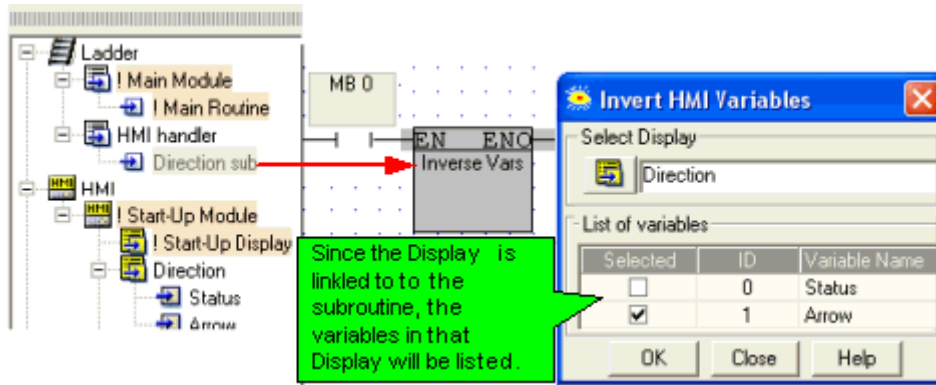 Ladder
! Main Module
! Main Routine
HMI handler
Direction sub
HMI
HMI
HMI
! Start-Up Module
! Start-Up Display
Direction
Status
Arrow
MB 0
EN ENO
Inverse Vars
Since the Display is
linkled to to the
subroutine, the
variables in that
Display will be listed.
Invert HMI Variables
Select Display
Direction
List of variables
Selected ID Variable Name
0 Status
1 Arrow
OK Close Help